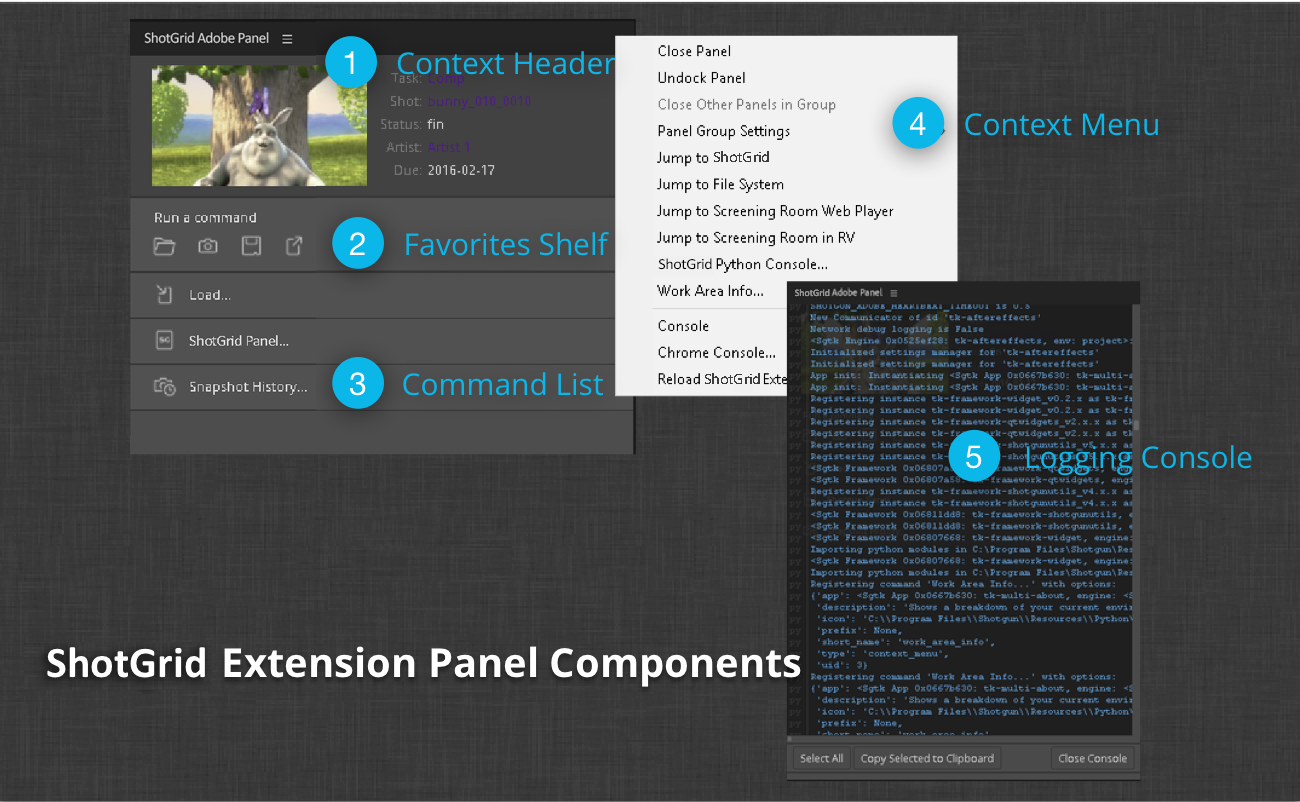 ShotGrid Adobe Panel
1 Context Header
Task:
Shot: bunny_010_0010
Status: fin
Artist: Artist 1
Due: 2016-02-17
Run a command
2 Favorites Shelf
Load...
SG ShotGrid Panel...
Snapshot History...
3 Command List
Close Panel
Undock Panel
Close Other Panels in Group
Panel Group Settings
Jump to ShotGrid
Jump to File System
Jump to Screening Room Web Player
Jump to Screening Room in RV
ShotGrid Python Console...
Work Area Info...
Console
Chrome Console...
Reload ShotGrid Exte
4 Context Menu
ShotGrid Adobe Panel
SHOTGUN_ADOBE_HEARTBEAT_TIMEOUT is 0.5
New Communicator of id 'tk-aftereffects'
Network debug logging is False
<Sgtk Engine 0x0525ef28: tk-aftereffects, env: project>:
Initialized settings manager for 'tk-aftereffects'
Initialized settings manager for 'tk-aftereffects'
App init: Instantiating <Sgtk App 0x0667b630: tk-multi-a
App init: Instantiating <Sgtk App 0x0667b630: tk-multi-a
Registering instance tk-framework-widget_v0.2.x as tk-fr
Registering instance tk-framework-widget_v0.2.x as tk-fr
Registering instance tk-framework-qtwidgets_v2.x.x as tk
Registering instance tk-framework-qtwidgets_v2.x.x as tk
Registering instance tk-framework-shotgunutils_v5.x.x as
Registering instance
5 Logging Console
<Sgtk Framework 0x06807a5
<Sgtk Framework 0x06807a58: tk-framework-qtwidgets, engi
Registering instance tk-framework-shotgunutils_v4.x.x as
Registering instance tk-framework-shotgunutils_v4.x.x as
<Sgtk Framework 0x06811dd8: tk-framework-shotgunutils, e
<Sgtk Framework 0x06811dd8: tk-framework-shotgunutils, e
<Sgtk Framework 0x06807668: tk-framework-widget, engine:
Importing python modules in C:\Program Files\Shotgun\Res
<Sgtk Framework 0x06807668: tk-framework-widget, engine:
Importing python modules in C:\Program Files\Shotgun\Res
Registering command 'Work Area Info...' with options:
{'app': <Sgtk App 0x0667b630: tk-multi-about, engine: <S
'description': 'Shows a breakdown of your current envi
'icon': 'C:\\Program Files\\Shotgun\\Resources\\Python\
'prefix': None,
'short_name': 'work_area_info',
'type': 'context_menu',
'uid': 3}
Registering command 'Work Area Info...' with options:
{'app': <Sgtk App 0x0667b630: tk-multi-about, engine: <S
'description': 'Shows a breakdown of your current envi
'icon': 'C:\\Program Files\\Shotgun\\Resources\\Python\
'prefix': None,
'short_name': 'work_area_info'
Select All
Copy Selected to Clipboard
Close Console
ShotGrid Extension Panel Components